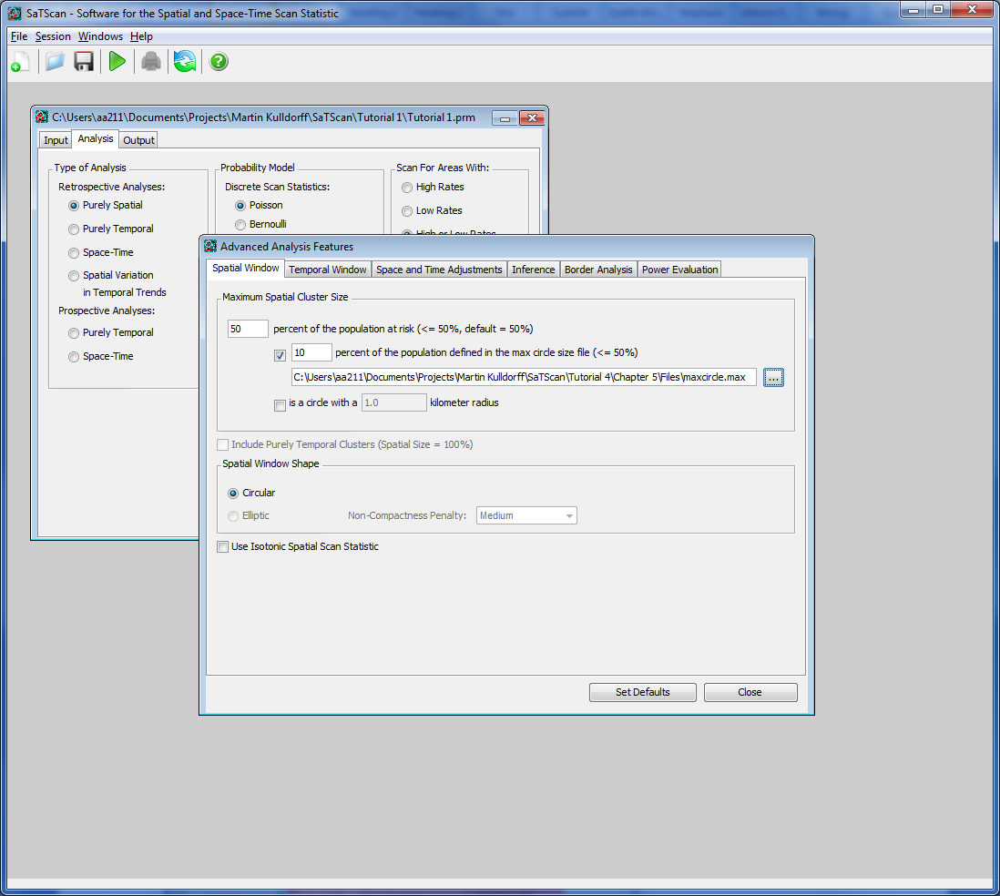 SaTScan - Software for the Spatial and Space-Time Scan Statistic
File Session Windows Help
C:\Users\aa211\Documents\Projects\Martin Kulldorff\SaTScan\Tutorial 1\Tutorial 1.prm
Input Analysis Output
Type of Analysis
Retrospective Analyses:
Purely Spatial
Purely Temporal
Space-Time
Spatial Variation
in Temporal Trends
Prospective Analyses:
Purely Temporal
Space-Time
Probability Model
Discrete Scan Statistics:
Poisson
Bernoulli
Scan For Areas With:
High Rates
Low Rates
High or Low Rates
Advanced Analysis Features
Spatial Window Temporal Window Space and Time Adjustments Inference Border Analysis Power Evaluation
Maximum Spatial Cluster Size
50 percent of the population at risk (<= 50%, default = 50%)
10 percent of the population defined in the max circle size file (<= 50%)
C:\Users\aa211\Documents\Projects\Martin Kulldorff\SaTScan\Tutorial 4\Chapter 5\Files\maxcircle.max ...
is a circle with a 1.0 kilometer radius
Include Purely Temporal Clusters (Spatial Size = 100%)
Spatial Window Shape
Circular
Elliptic Non-Compactness Penalty: Medium
Use Isotonic Spatial Scan Statistic
Set Defaults Close